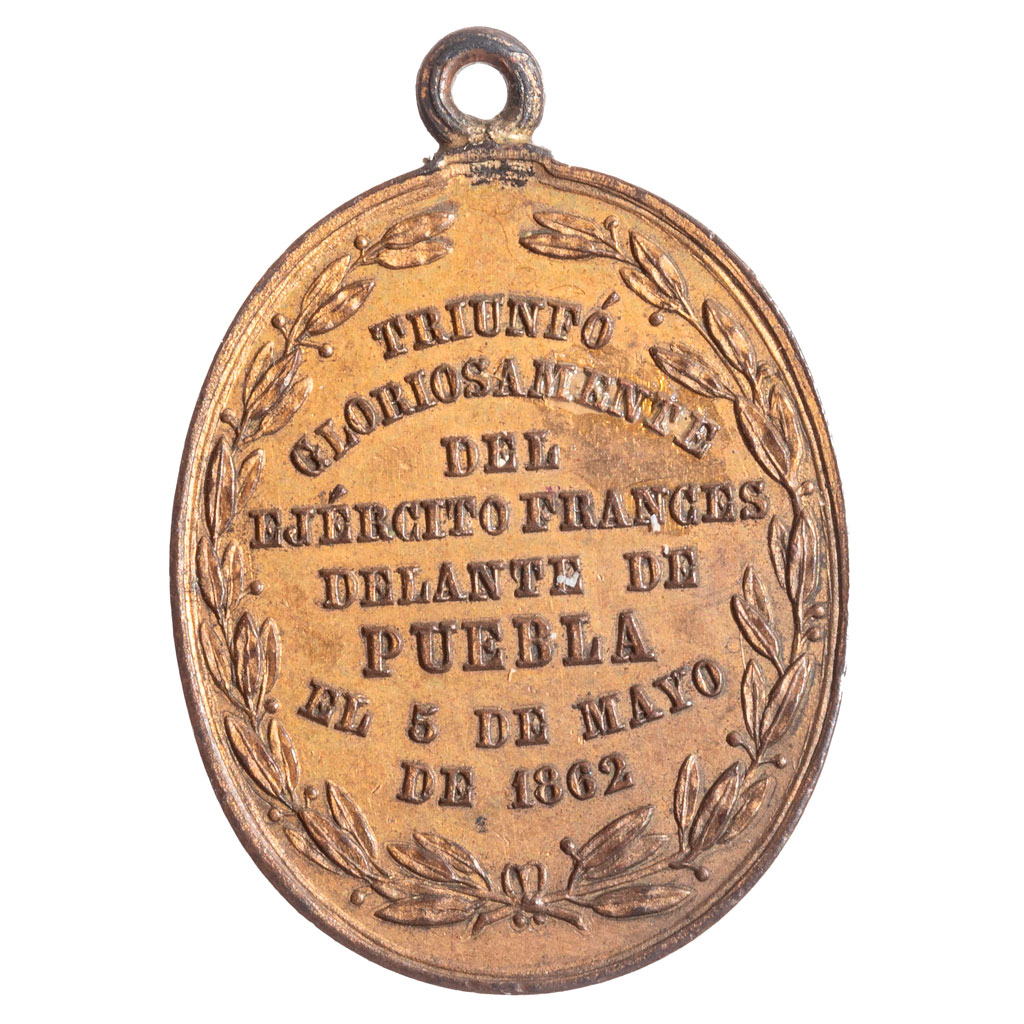 TRIUNFÓ
GLORIOSAMENTE
DEL
EJÉRCITO FRANCES
DELANTE DE
PUEBLA
EL 5 DE MAYO
DE 1862